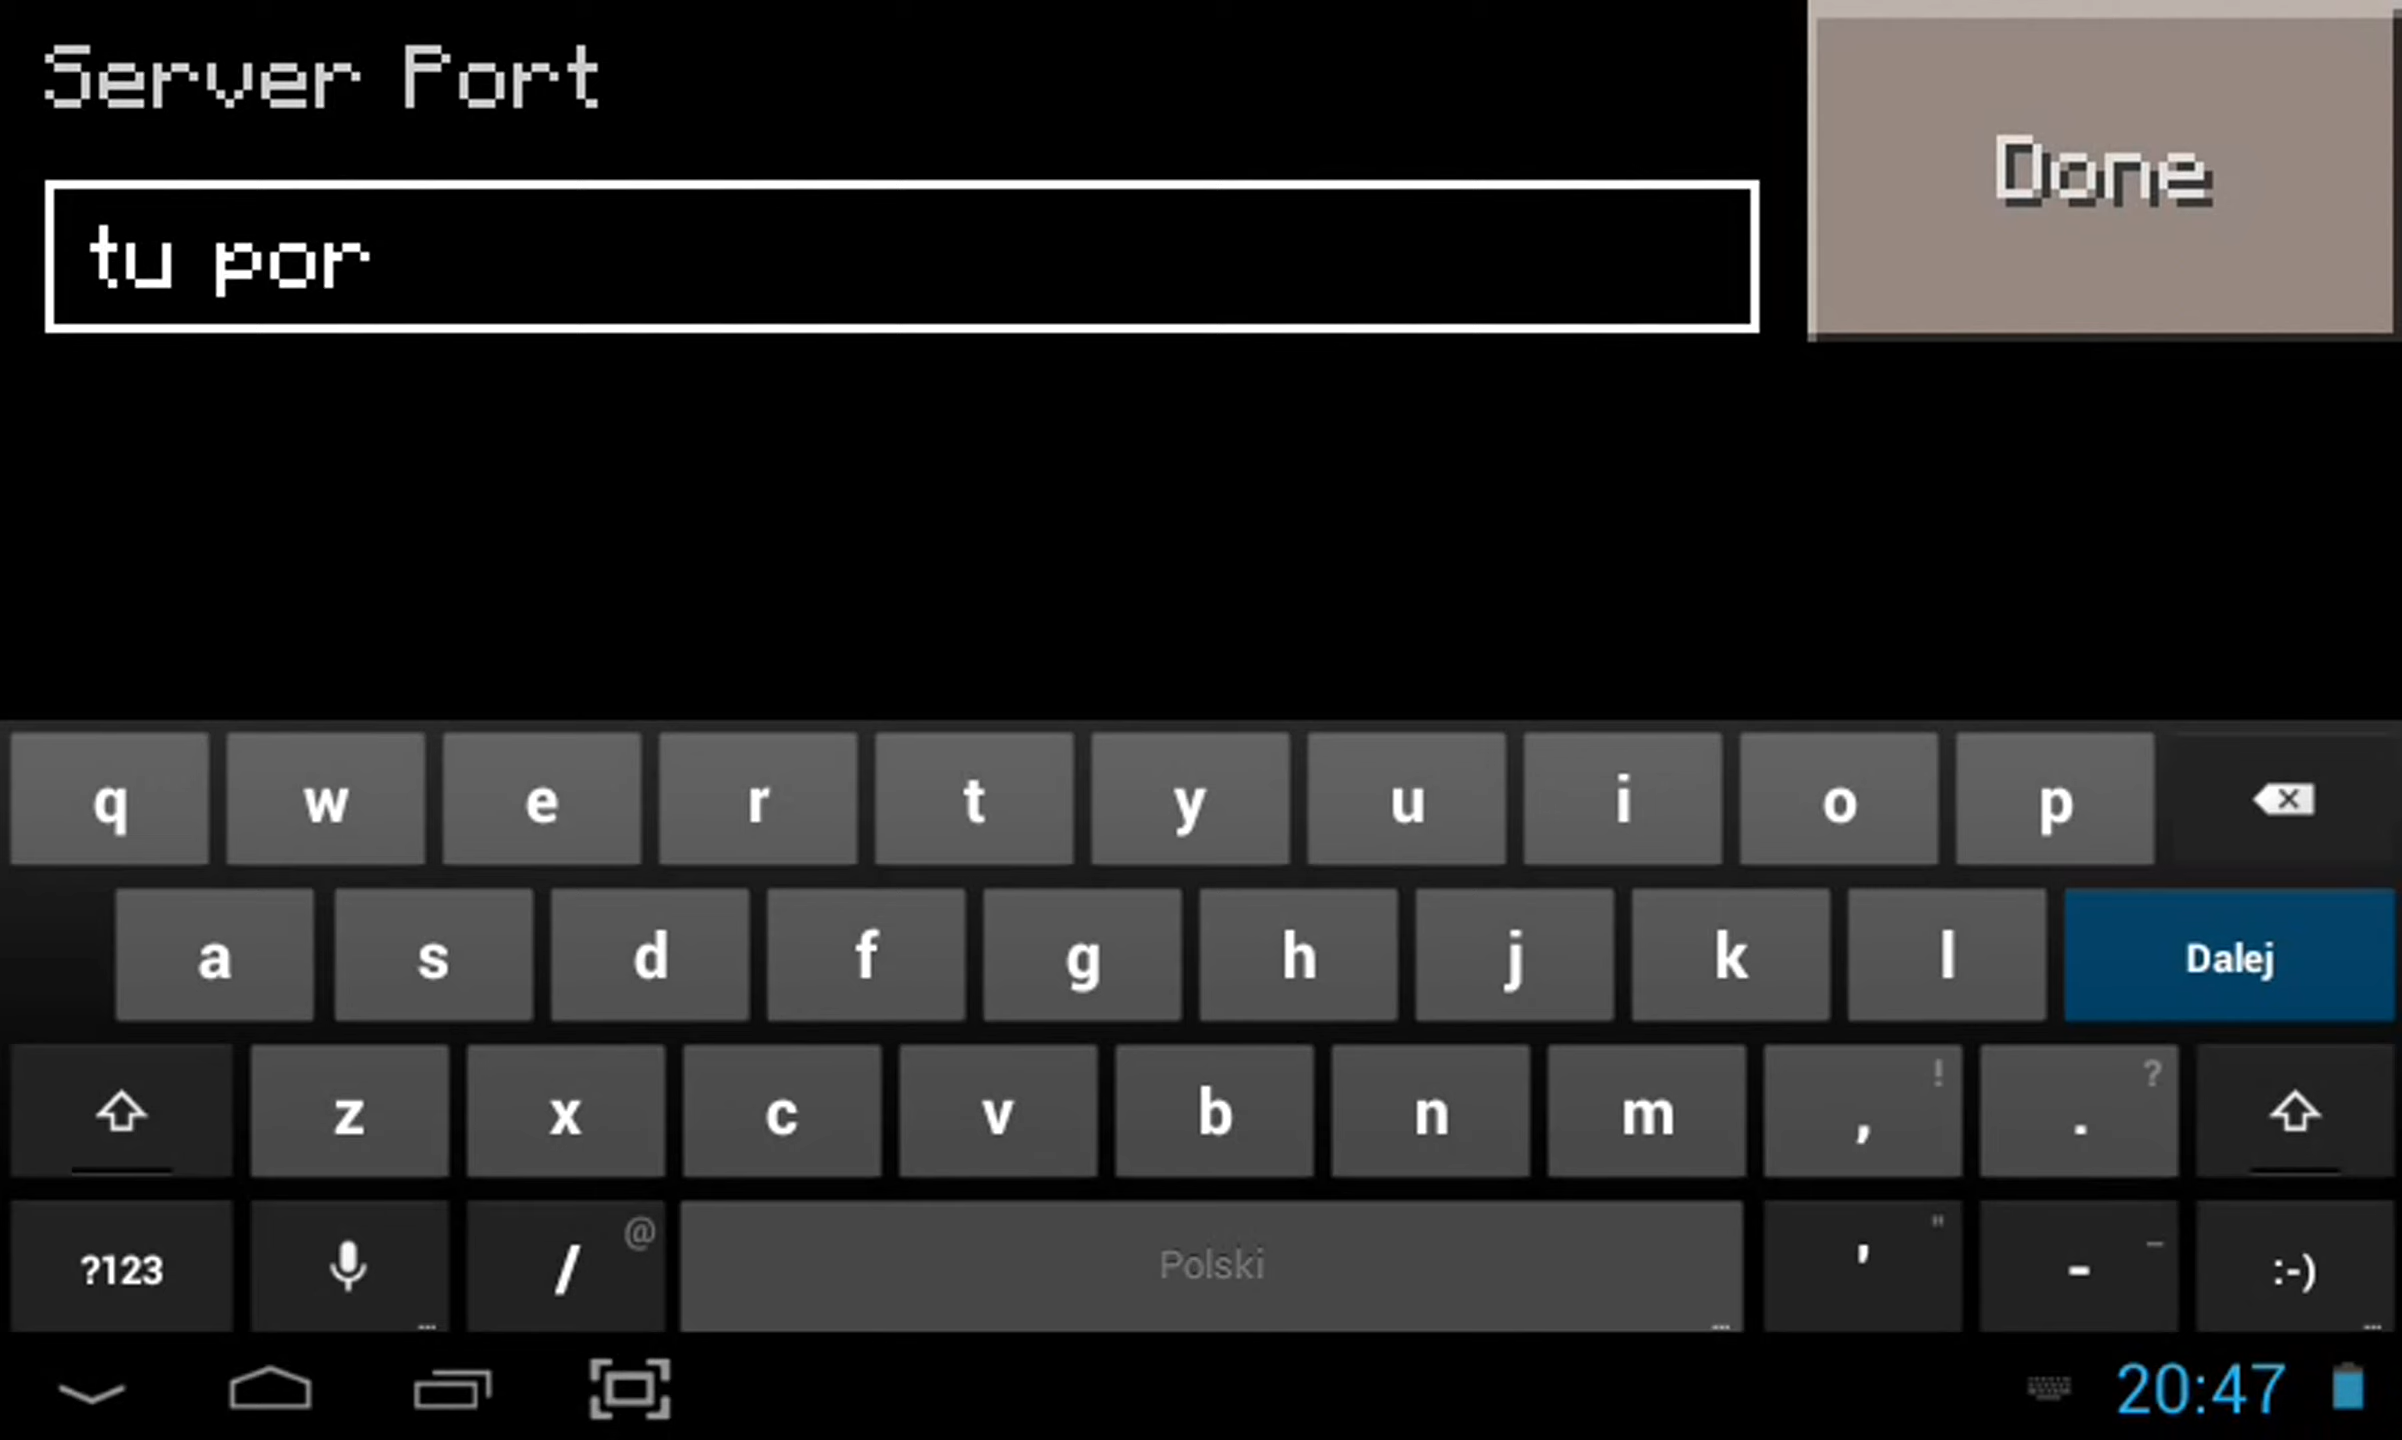 Server Port
Done
tu por
q w e r t y u i o p
a s d f g h j k l Dalej
z x c v b n m , ! . ?
?123 / @ Polski ' " - _ :-)
20:47